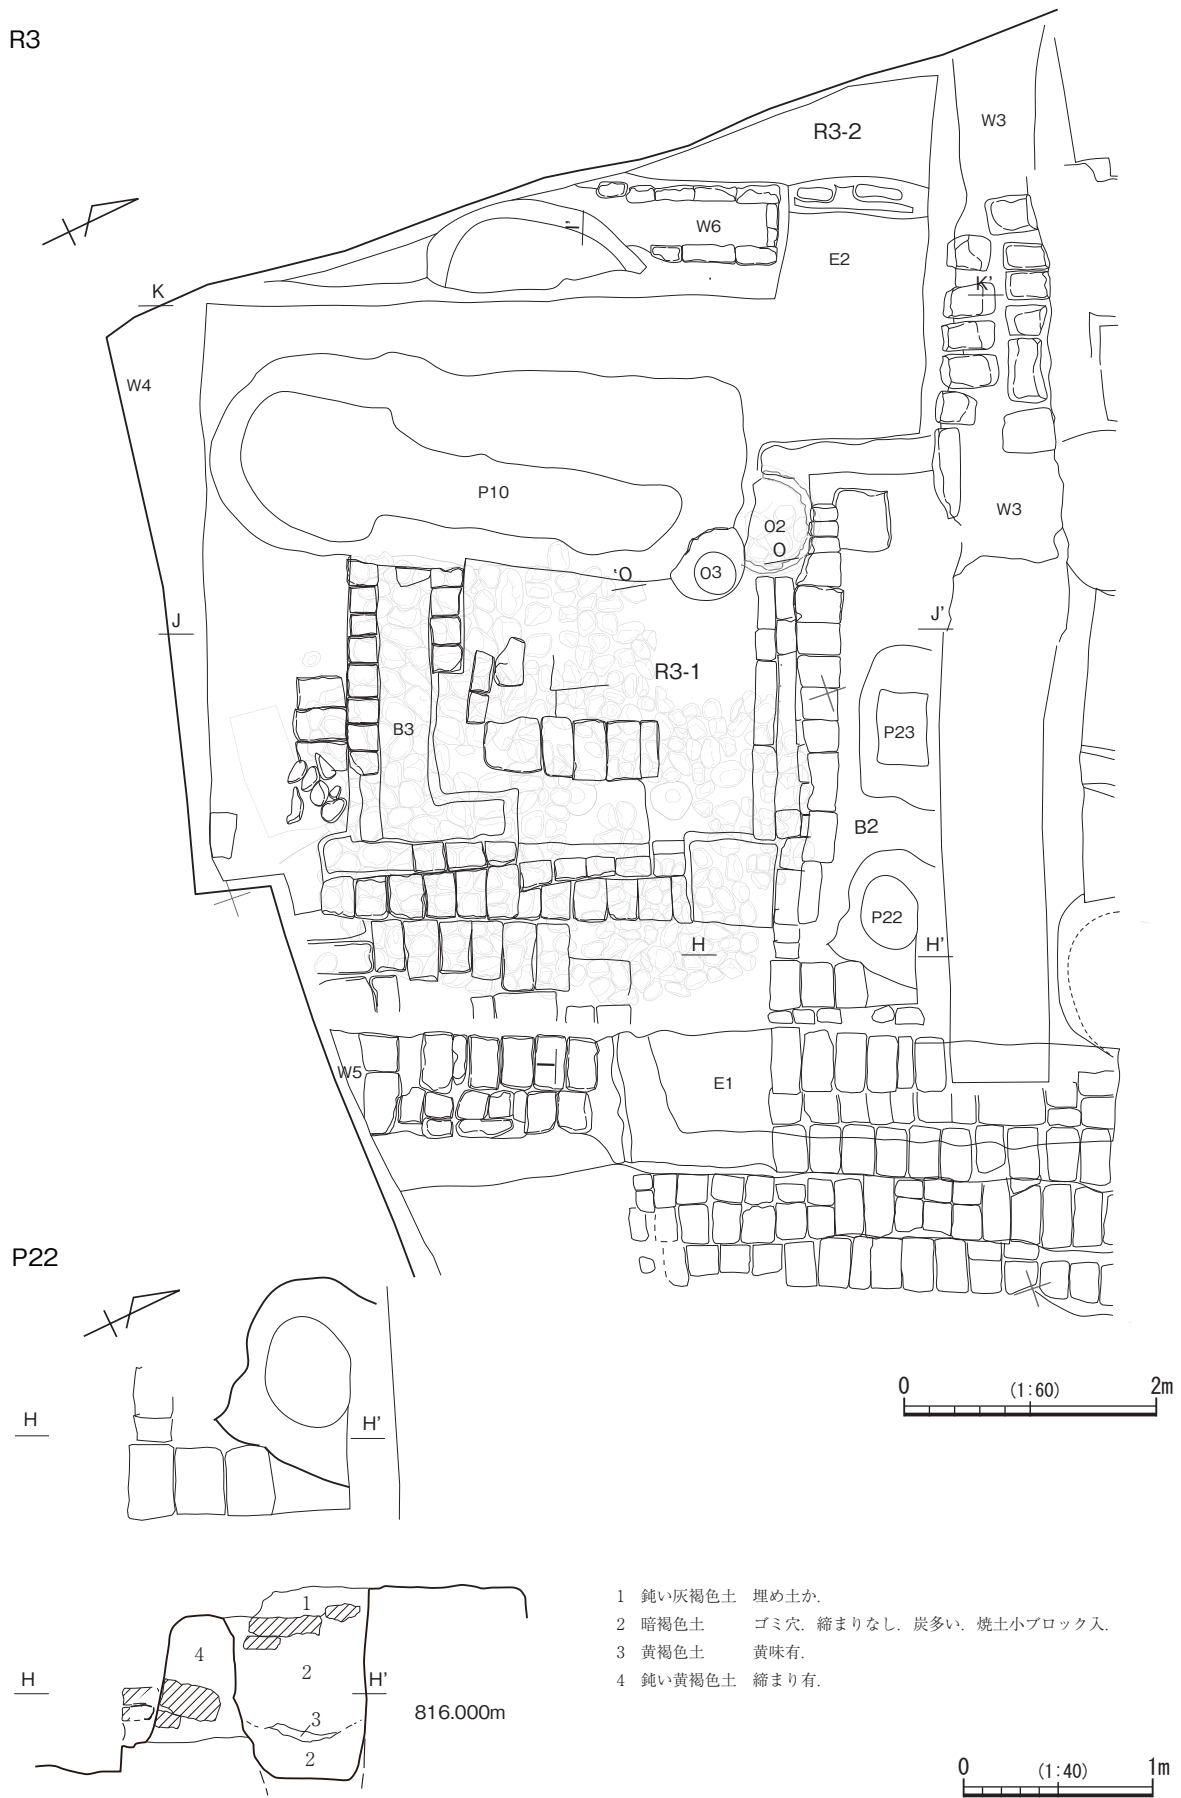 R3
R3-2
W3
W6
E2
K
K'
W4
P10
W3
O2
O
'O
O3
J
J'
R3-1
B3
P23
B2
P22
H
H'
W5
I
E1
I'
P22
0 (1:60) 2m
H
H'
1
4
2
H
H'
816.000m
3
2
1 鈍い灰褐色土 埋め土か.
2 暗褐色土 ゴミ穴. 締まりなし. 炭多い. 焼土小ブロック入.
3 黄褐色土 黄味有.
4 鈍い黄褐色土 締まり有.
0 (1:40) 1m